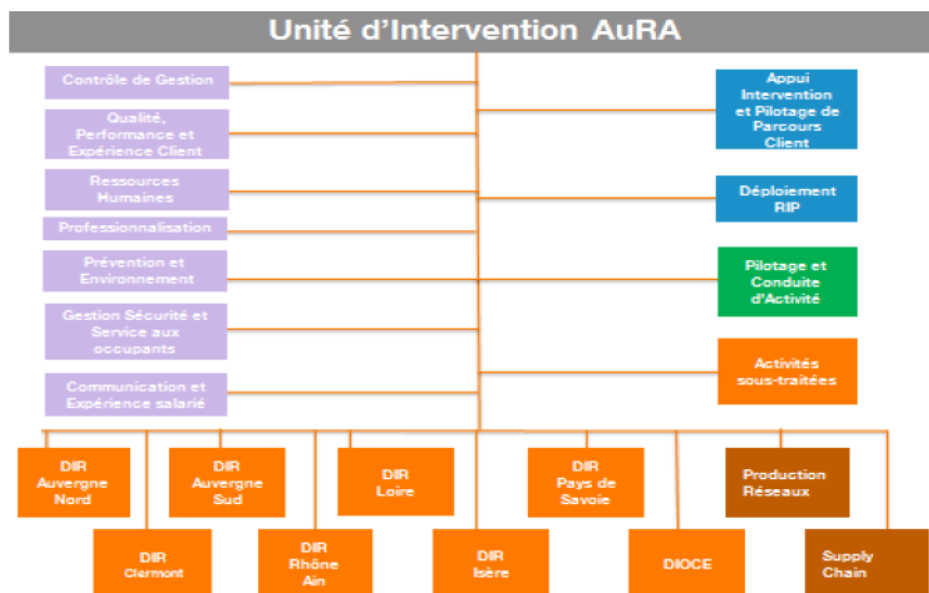 Unité d'Intervention AuRA
Contrôle de Gestion
Qualité,
Performance et
Expérience Client
Ressources
Humaines
Professionnalisation
Prévention et
Environnement
Gestion Sécurité et
Service aux
occupants
Communication et
Expérience salarié
Appui
Intervention
et Pilotage de
Parcours
Client
Déploiement
RIP
Pilotage et
Conduite
d'Activité
Activités
sous-traitées
DIR
Auvergne
Nord
DIR
Auvergne
Sud
DIR
Loire
DIR
Pays de
Savoie
Production
Réseaux
DIR
Clermont
DIR
Rhône
Ain
DIR
Isère
DIOCE
Supply
Chain